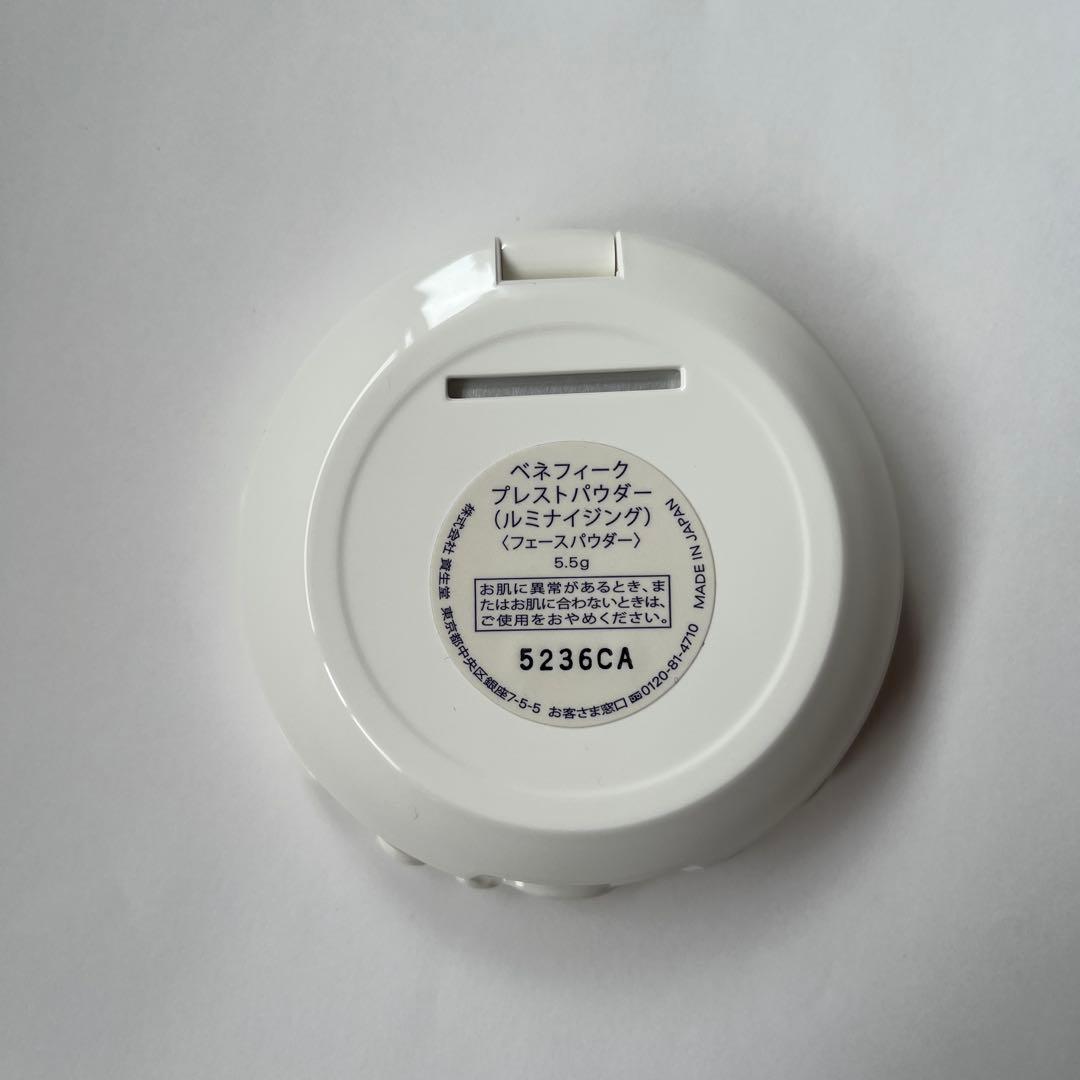 ベネフィーク
プレストパウダー
(ルミナイジング)
〈フェースパウダー〉
5.5g
お肌に異常があるとき、ま
たはお肌に合わないときは、
ご使用をおやめください。
5236CA
株式会社 資生堂 東京都中央区銀座7-5-5 お客さま窓口 0120-81-4710 MADE IN JAPAN